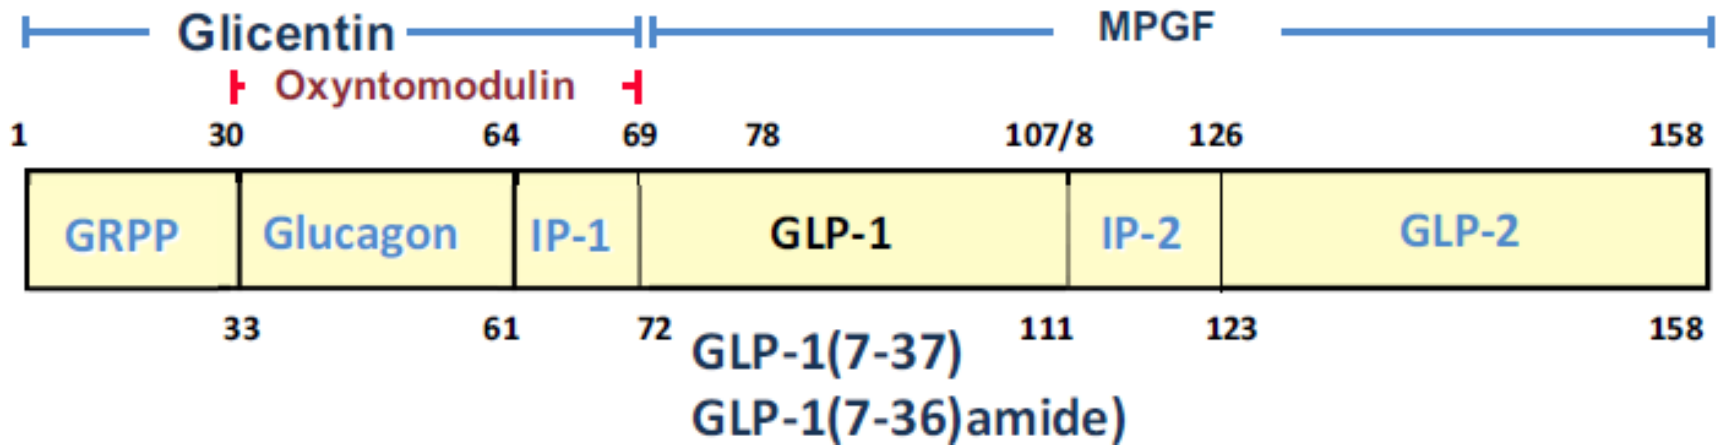 Glicentin MPGF
Oxyntomodulin
1 30 64 69 78 107/8 126 158
GRPP Glucagon IP-1 GLP-1 IP-2 GLP-2
33 61 72 111 123 158
GLP-1(7-37)
GLP-1(7-36)amide)